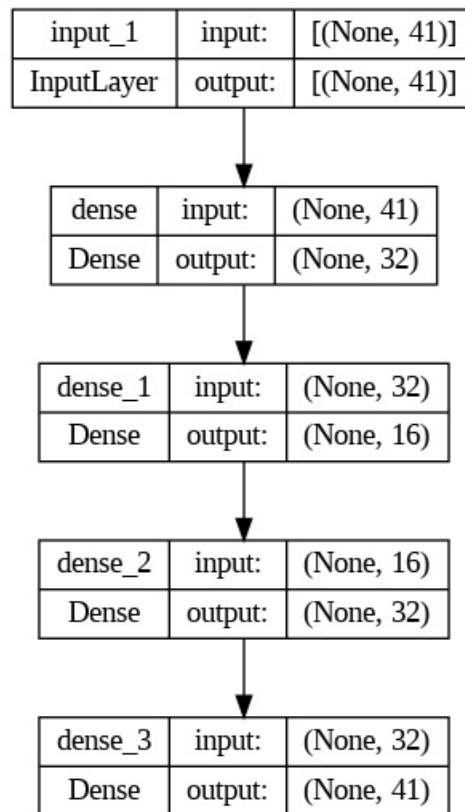 input_1 input: [(None, 41)]
InputLayer output: [(None, 41)]
dense input: (None, 41)
Dense output: (None, 32)
dense_1 input: (None, 32)
Dense output: (None, 16)
dense_2 input: (None, 16)
Dense output: (None, 32)
dense_3 input: (None, 32)
Dense output: (None, 41)